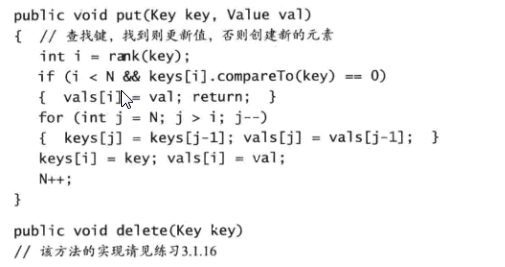 public void put(Key key, Value val)
{  // 查找键，找到则更新值，否则创建新的元素
   int i = rank(key);
   if (i < N && keys[i].compareTo(key) == 0)
   {  vals[i] = val; return;  }
   for (int j = N; j > i; j--)
   {  keys[j] = keys[j-1]; vals[j] = vals[j-1];  }
   keys[i] = key; vals[i] = val;
   N++;
}
public void delete(Key key)
// 该方法的实现请见练习3.1.16